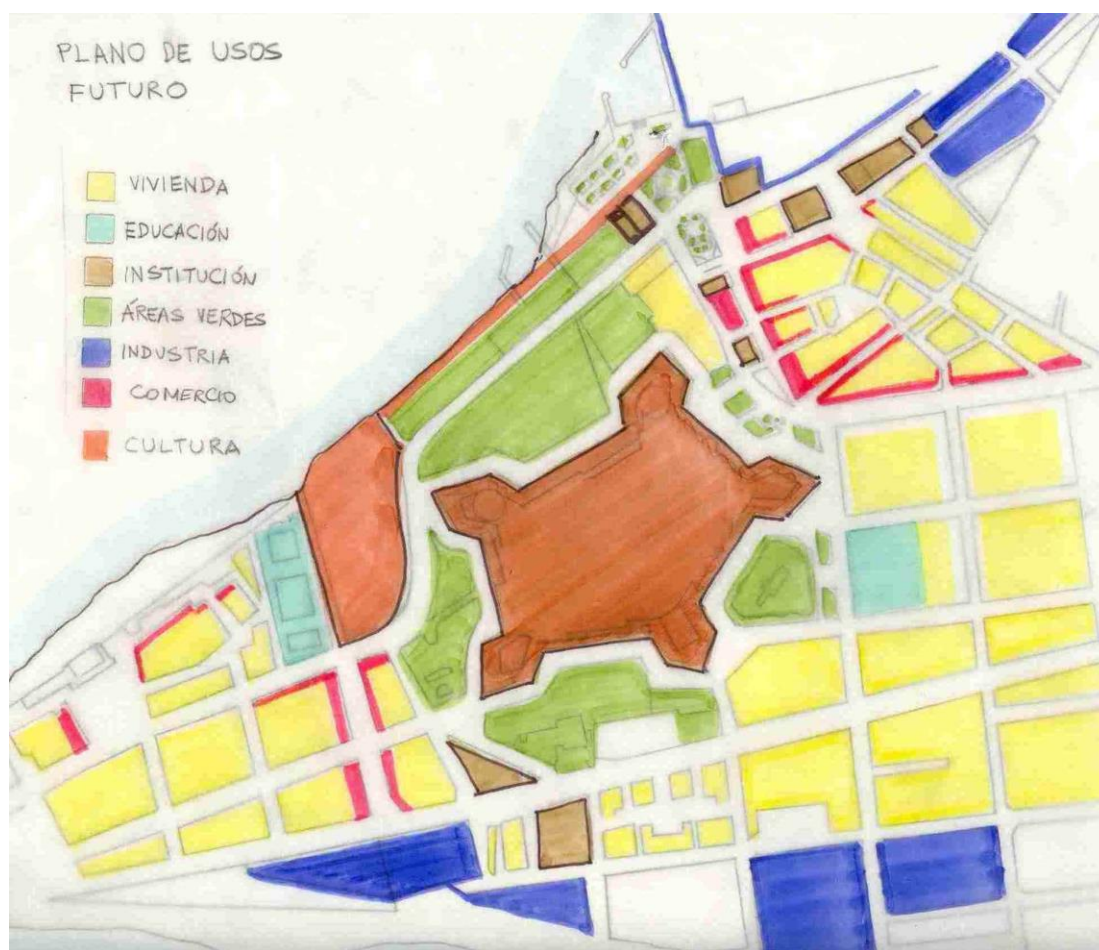 PLANO DE USOS
FUTURO
VIVIENDA
EDUCACIÓN
INSTITUCIÓN
ÁREAS VERDES
INDUSTRIA
COMERCIO
CULTURA